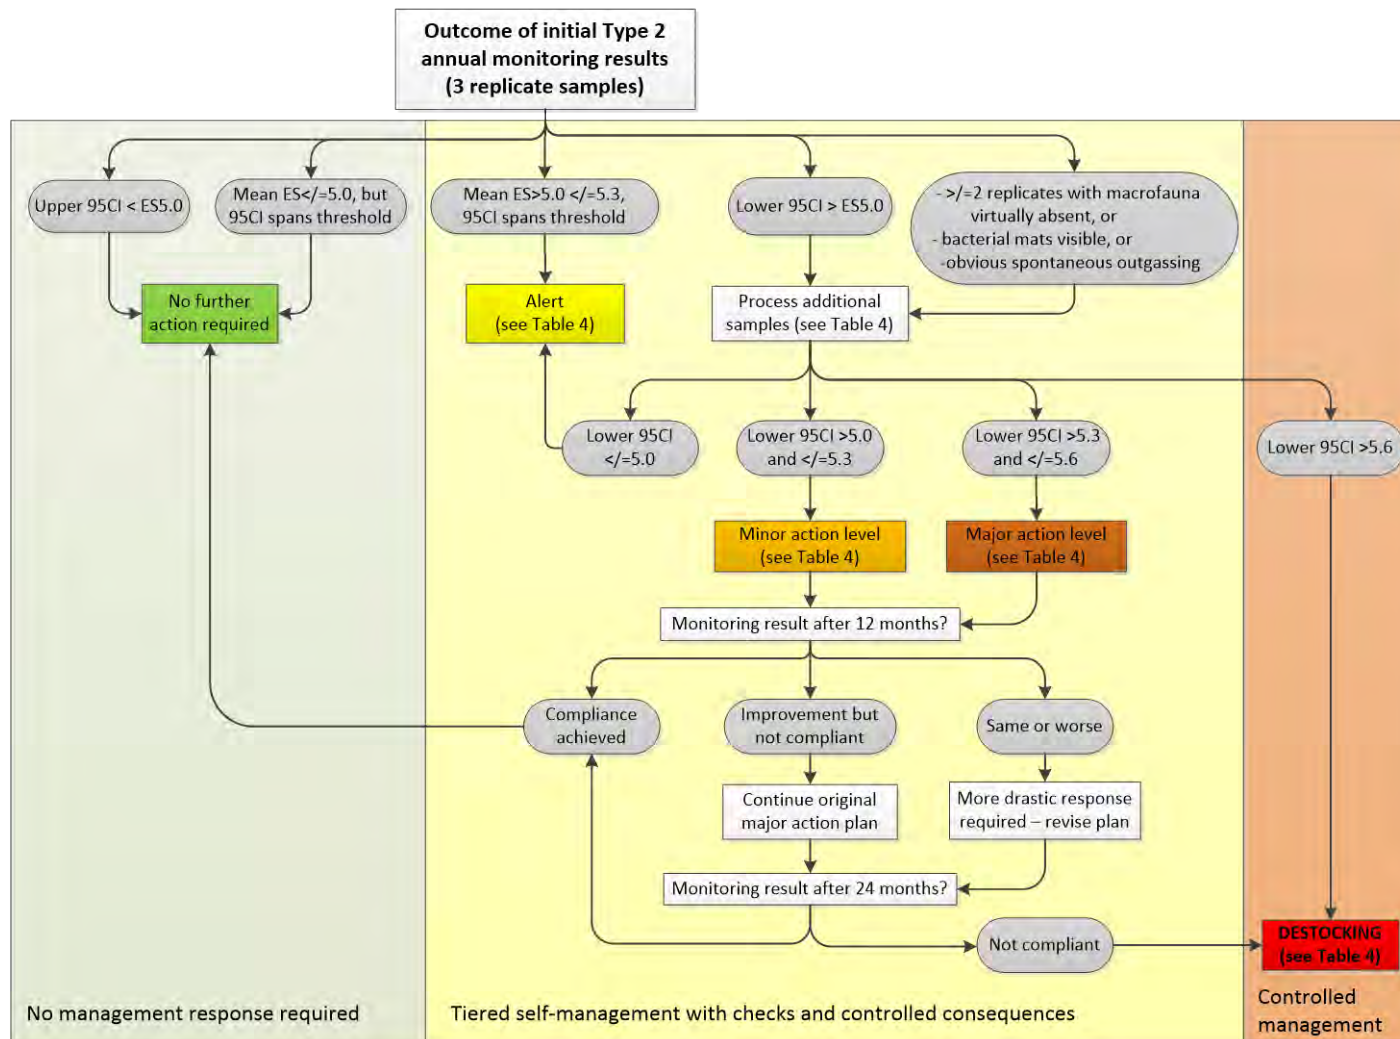 Outcome of initial Type 2
annual monitoring results
(3 replicate samples)
Upper 95CI < ES5.0
Mean ES</=5.0, but
95CI spans threshold
Mean ES>5.0 </=5.3,
95CI spans threshold
Lower 95CI > ES5.0
- >/=2 replicates with macrofauna
virtually absent, or
- bacterial mats visible, or
-obvious spontaneous outgassing
No further
action required
Alert
(see Table 4)
Process additional
samples (see Table 4)
Lower 95CI
</=5.0
Lower 95CI >5.0
and </=5.3
Lower 95CI >5.3
and </=5.6
Lower 95CI >5.6
Minor action level
(see Table 4)
Major action level
(see Table 4)
Monitoring result after 12 months?
Compliance
achieved
Improvement but
not compliant
Same or worse
Continue original
major action plan
More drastic response
required – revise plan
Monitoring result after 24 months?
Not compliant
DESTOCKING
(see Table 4)
No management response required
Tiered self-management with checks and controlled consequences
Controlled
management